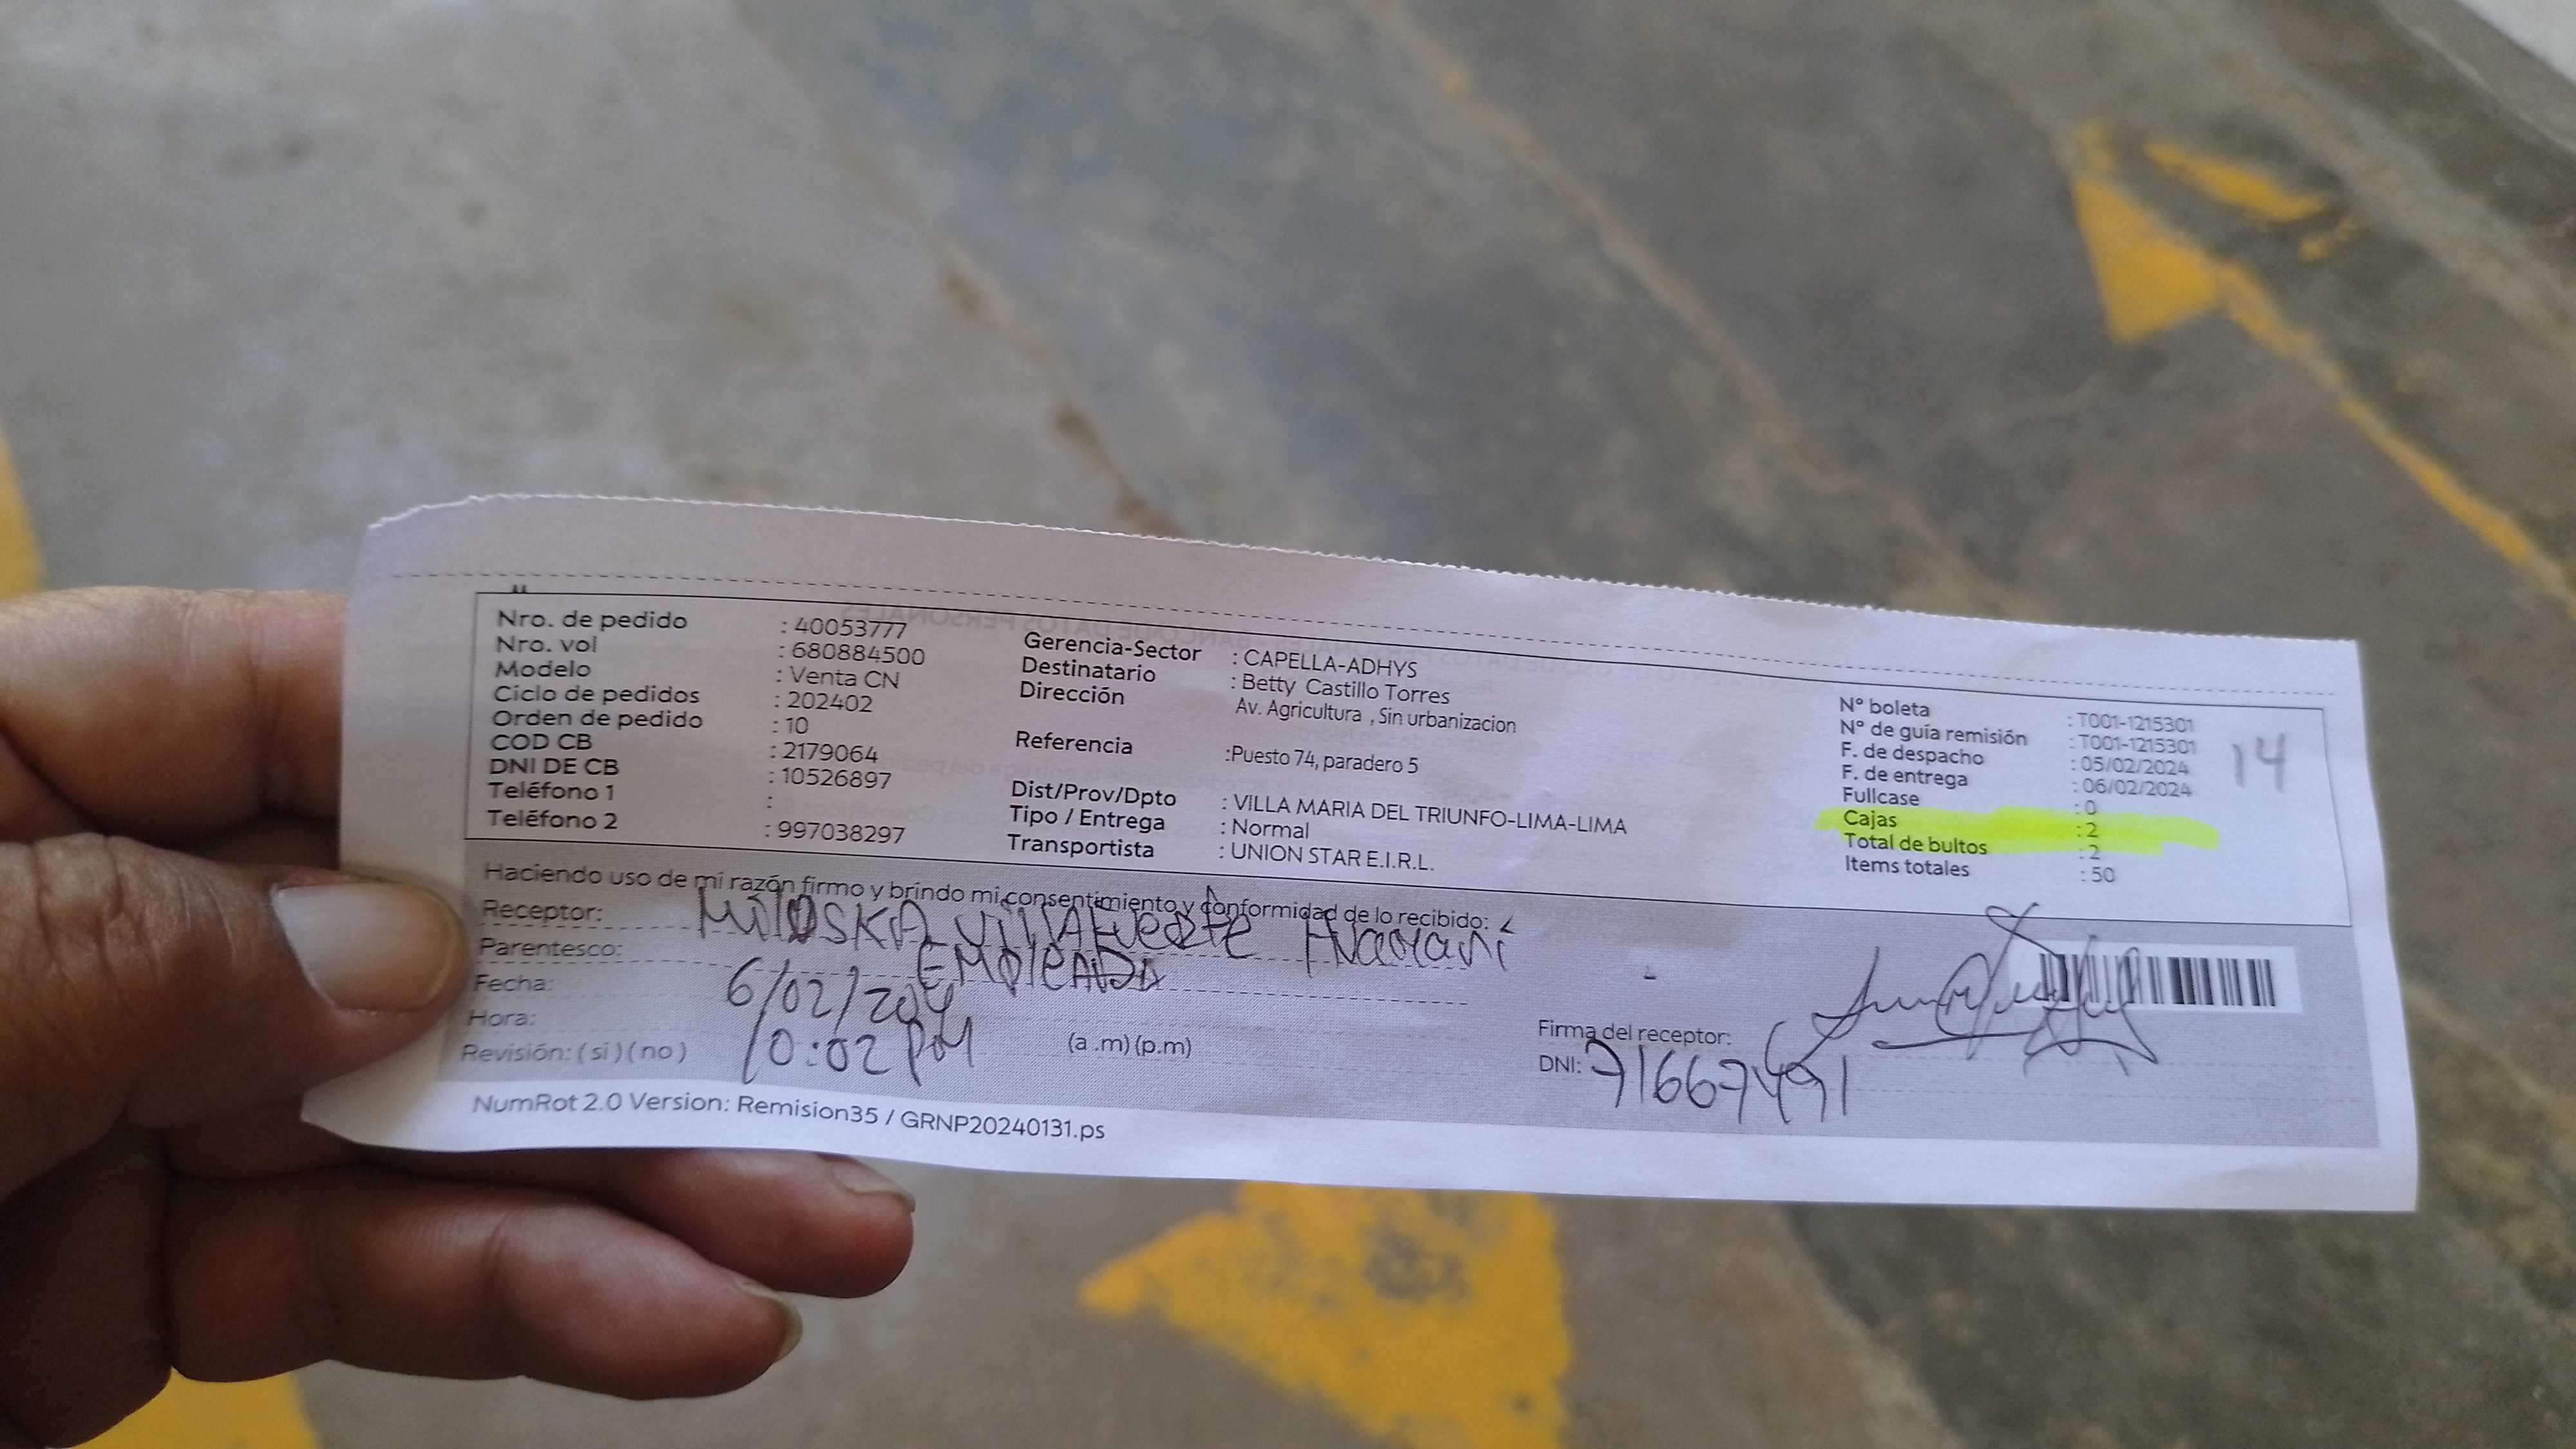 Nro. de pedido : 40053777
Nro. vol : 680884500
Modelo : Venta CN
Ciclo de pedidos : 202402
Orden de pedido : 10
COD CB : 2179064
DNI DE CB : 10526897
Teléfono 1 :
Teléfono 2 : 997038297
Gerencia-Sector : CAPELLA-ADHYS
Destinatario : Betty Castillo Torres
Dirección Av. Agricultura , Sin urbanizacion
Referencia :Puesto 74, paradero 5
Dist/Prov/Dpto : VILLA MARIA DEL TRIUNFO-LIMA-LIMA
Tipo / Entrega : Normal
Transportista : UNION STAR E.I.R.L.
N° boleta : T001-1215301
N° de guía remisión : T001-1215301
F. de despacho : 05/02/2024
F. de entrega : 06/02/2024
Fullcase : 0
Cajas : 2
Total de bultos : 2
Items totales : 50
14
Haciendo uso de mi razón firmo y brindo mi consentimiento y conformidad de lo recibido:
Receptor: MILOSKA VILLAFUERTE
Parentesco: EMPLEADA
Fecha: 6/02/
Hora: 10:02 PM (a .m) (p.m)
Revisión: ( si ) ( no )
Firma del receptor:
DNI:
NumRot 2.0 Version: Remision35 / GRNP20240131.ps